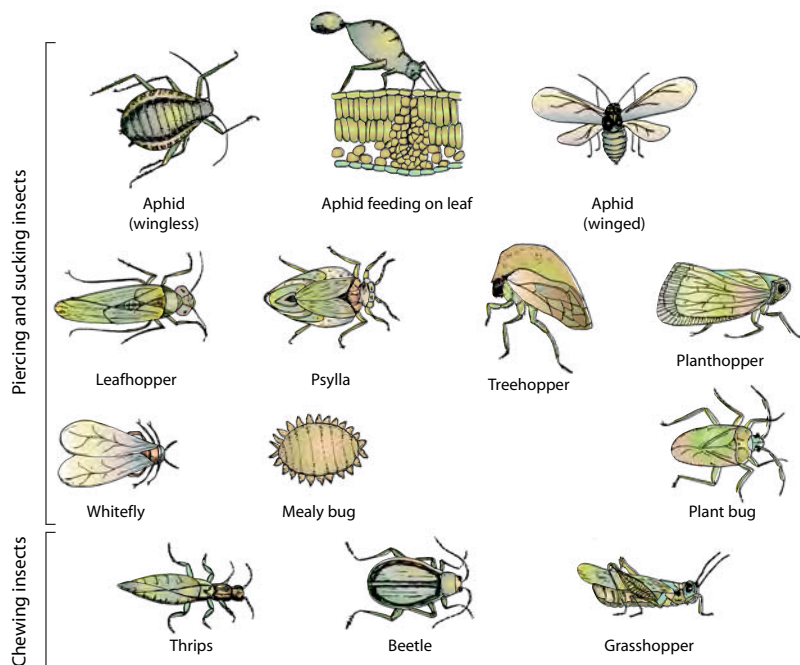 Piercing and sucking insects
Aphid
(wingless)
Aphid feeding on leaf
Aphid
(winged)
Leafhopper
Psylla
Treehopper
Planthopper
Whitefly
Mealy bug
Plant bug
Chewing insects
Thrips
Beetle
Grasshopper